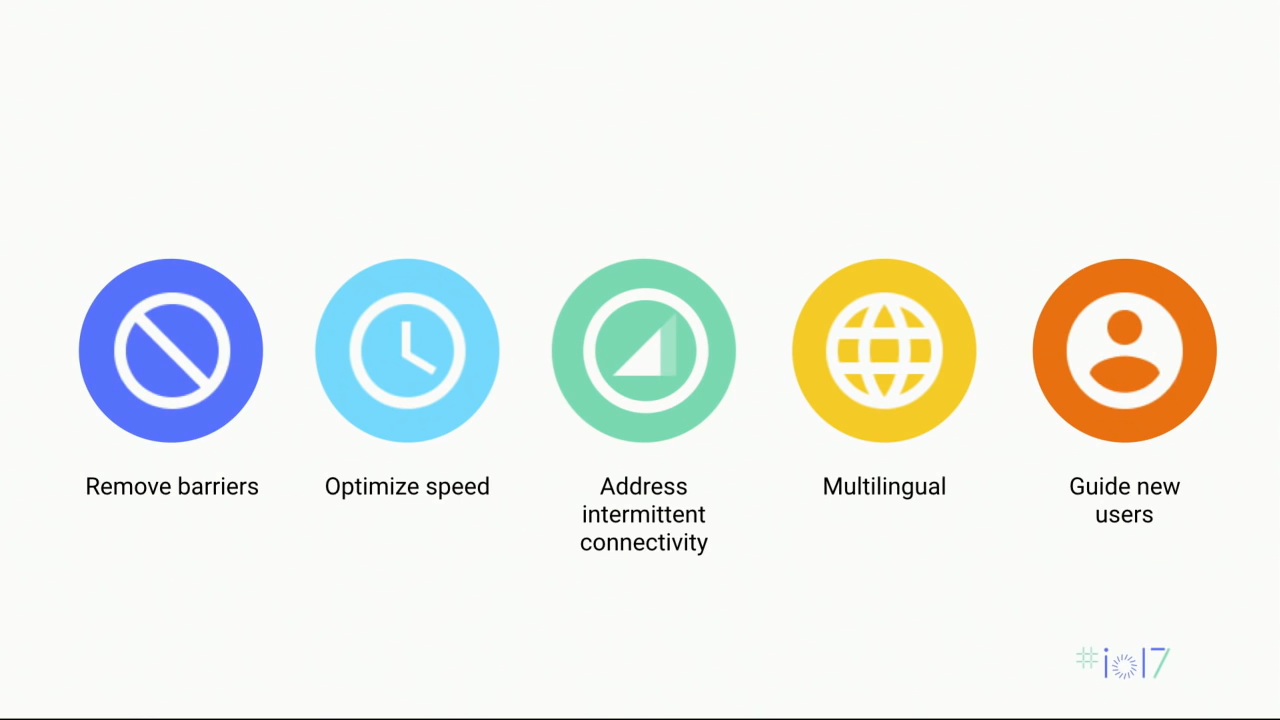 Remove barriers
Optimize speed
Address
intermittent
connectivity
Multilingual
Guide new
users
#io17